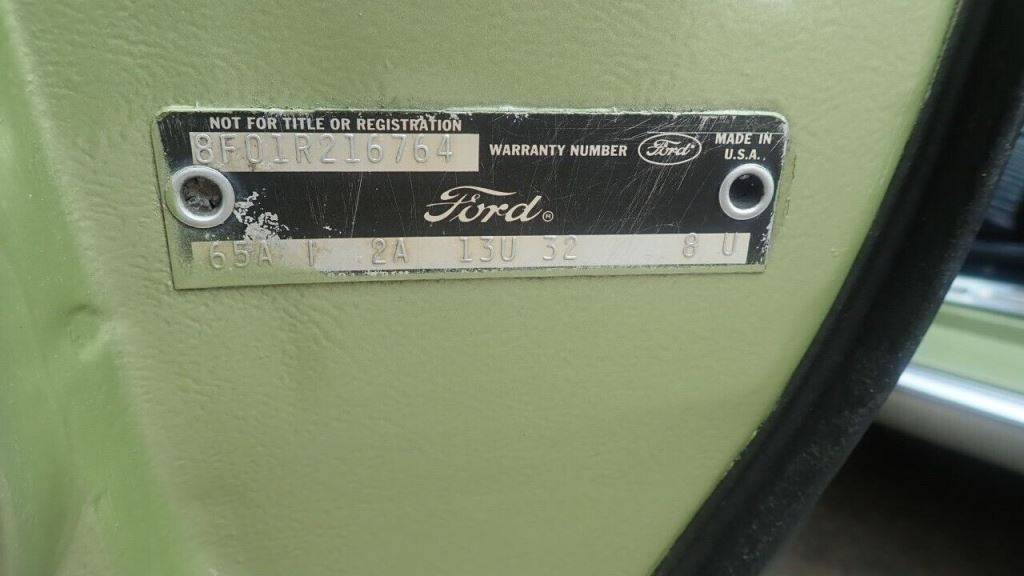 NOT FOR TITLE OR REGISTRATION
8F01R216764
WARRANTY NUMBER
Ford
MADE IN
U.S.A.
Ford®
65A I 2A 13U 32 8 U